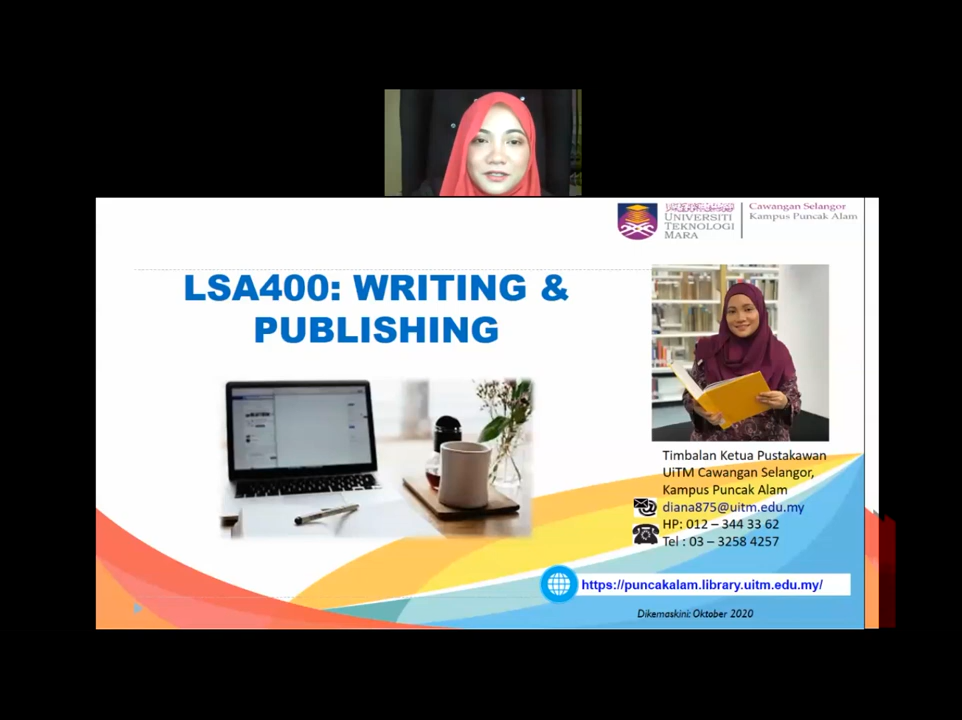 UNIVERSITI
TEKNOLOGI
MARA
Cawangan Selangor
Kampus Puncak Alam
LSA400: WRITING &
PUBLISHING
Timbalan Ketua Pustakawan
UiTM Cawangan Selangor,
Kampus Puncak Alam
diana875@uitm.edu.my
HP: 012 – 344 33 62
Tel : 03 – 3258 4257
https://puncakalam.library.uitm.edu.my/
Dikemaskini: Oktober 2020